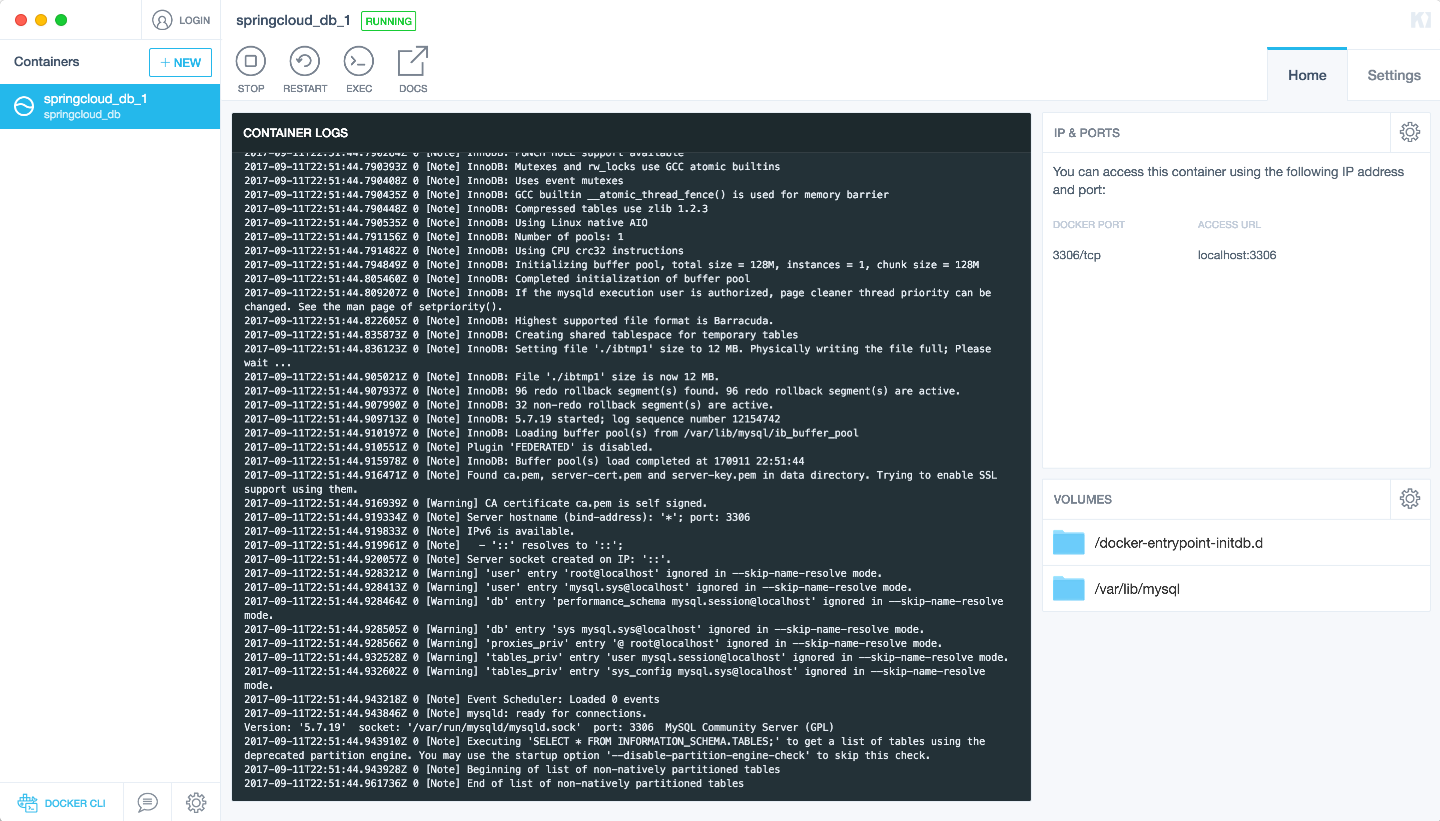 LOGIN
Containers
+ NEW
springcloud_db_1
springcloud_db
DOCKER CLI
springcloud_db_1 RUNNING
STOP RESTART EXEC DOCS
Home Settings
CONTAINER LOGS
2017-09-11T22:51:44.790284Z 0 [Note] InnoDB: PUNCH HOLE support available
2017-09-11T22:51:44.790393Z 0 [Note] InnoDB: Mutexes and rw_locks use GCC atomic builtins
2017-09-11T22:51:44.790408Z 0 [Note] InnoDB: Uses event mutexes
2017-09-11T22:51:44.790435Z 0 [Note] InnoDB: GCC builtin __atomic_thread_fence() is used for memory barrier
2017-09-11T22:51:44.790448Z 0 [Note] InnoDB: Compressed tables use zlib 1.2.3
2017-09-11T22:51:44.790535Z 0 [Note] InnoDB: Using Linux native AIO
2017-09-11T22:51:44.791156Z 0 [Note] InnoDB: Number of pools: 1
2017-09-11T22:51:44.791482Z 0 [Note] InnoDB: Using CPU crc32 instructions
2017-09-11T22:51:44.794849Z 0 [Note] InnoDB: Initializing buffer pool, total size = 128M, instances = 1, chunk size = 128M
2017-09-11T22:51:44.805460Z 0 [Note] InnoDB: Completed initialization of buffer pool
2017-09-11T22:51:44.809207Z 0 [Note] InnoDB: If the mysqld execution user is authorized, page cleaner thread priority can be
changed. See the man page of setpriority().
2017-09-11T22:51:44.822605Z 0 [Note] InnoDB: Highest supported file format is Barracuda.
2017-09-11T22:51:44.835873Z 0 [Note] InnoDB: Creating shared tablespace for temporary tables
2017-09-11T22:51:44.836123Z 0 [Note] InnoDB: Setting file './ibtmp1' size to 12 MB. Physically writing the file full; Please
wait ...
2017-09-11T22:51:44.905021Z 0 [Note] InnoDB: File './ibtmp1' size is now 12 MB.
2017-09-11T22:51:44.907937Z 0 [Note] InnoDB: 96 redo rollback segment(s) found. 96 redo rollback segment(s) are active.
2017-09-11T22:51:44.907990Z 0 [Note] InnoDB: 32 non-redo rollback segment(s) are active.
2017-09-11T22:51:44.909713Z 0 [Note] InnoDB: 5.7.19 started; log sequence number 12154742
2017-09-11T22:51:44.910197Z 0 [Note] InnoDB: Loading buffer pool(s) from /var/lib/mysql/ib_buffer_pool
2017-09-11T22:51:44.910551Z 0 [Note] Plugin 'FEDERATED' is disabled.
2017-09-11T22:51:44.915978Z 0 [Note] InnoDB: Buffer pool(s) load completed at 170911 22:51:44
2017-09-11T22:51:44.916471Z 0 [Note] Found ca.pem, server-cert.pem and server-key.pem in data directory. Trying to enable SSL
support using them.
2017-09-11T22:51:44.916939Z 0 [Warning] CA certificate ca.pem is self signed.
2017-09-11T22:51:44.919334Z 0 [Note] Server hostname (bind-address): '*'; port: 3306
2017-09-11T22:51:44.919833Z 0 [Note] IPv6 is available.
2017-09-11T22:51:44.919961Z 0 [Note]   - '::' resolves to '::';
2017-09-11T22:51:44.920057Z 0 [Note] Server socket created on IP: '::'.
2017-09-11T22:51:44.928321Z 0 [Warning] 'user' entry 'root@localhost' ignored in --skip-name-resolve mode.
2017-09-11T22:51:44.928413Z 0 [Warning] 'user' entry 'mysql.sys@localhost' ignored in --skip-name-resolve mode.
2017-09-11T22:51:44.928464Z 0 [Warning] 'db' entry 'performance_schema mysql.session@localhost' ignored in --skip-name-resolve
mode.
2017-09-11T22:51:44.928505Z 0 [Warning] 'db' entry 'sys mysql.sys@localhost' ignored in --skip-name-resolve mode.
2017-09-11T22:51:44.928566Z 0 [Warning] 'proxies_priv' entry '@ root@localhost' ignored in --skip-name-resolve mode.
2017-09-11T22:51:44.932528Z 0 [Warning] 'tables_priv' entry 'user mysql.session@localhost' ignored in --skip-name-resolve mode.
2017-09-11T22:51:44.932602Z 0 [Warning] 'tables_priv' entry 'sys_config mysql.sys@localhost' ignored in --skip-name-resolve
mode.
2017-09-11T22:51:44.943218Z 0 [Note] Event Scheduler: Loaded 0 events
2017-09-11T22:51:44.943846Z 0 [Note] mysqld: ready for connections.
Version: '5.7.19'  socket: '/var/run/mysqld/mysqld.sock'  port: 3306  MySQL Community Server (GPL)
2017-09-11T22:51:44.943910Z 0 [Note] Executing 'SELECT * FROM INFORMATION_SCHEMA.TABLES;' to get a list of tables using the
deprecated partition engine. You may use the startup option '--disable-partition-engine-check' to skip this check.
2017-09-11T22:51:44.943928Z 0 [Note] Beginning of list of non-natively partitioned tables
2017-09-11T22:51:44.961736Z 0 [Note] End of list of non-natively partitioned tables
IP & PORTS
You can access this container using the following IP address
and port:
DOCKER PORT ACCESS URL
3306/tcp localhost:3306
VOLUMES
/docker-entrypoint-initdb.d
/var/lib/mysql